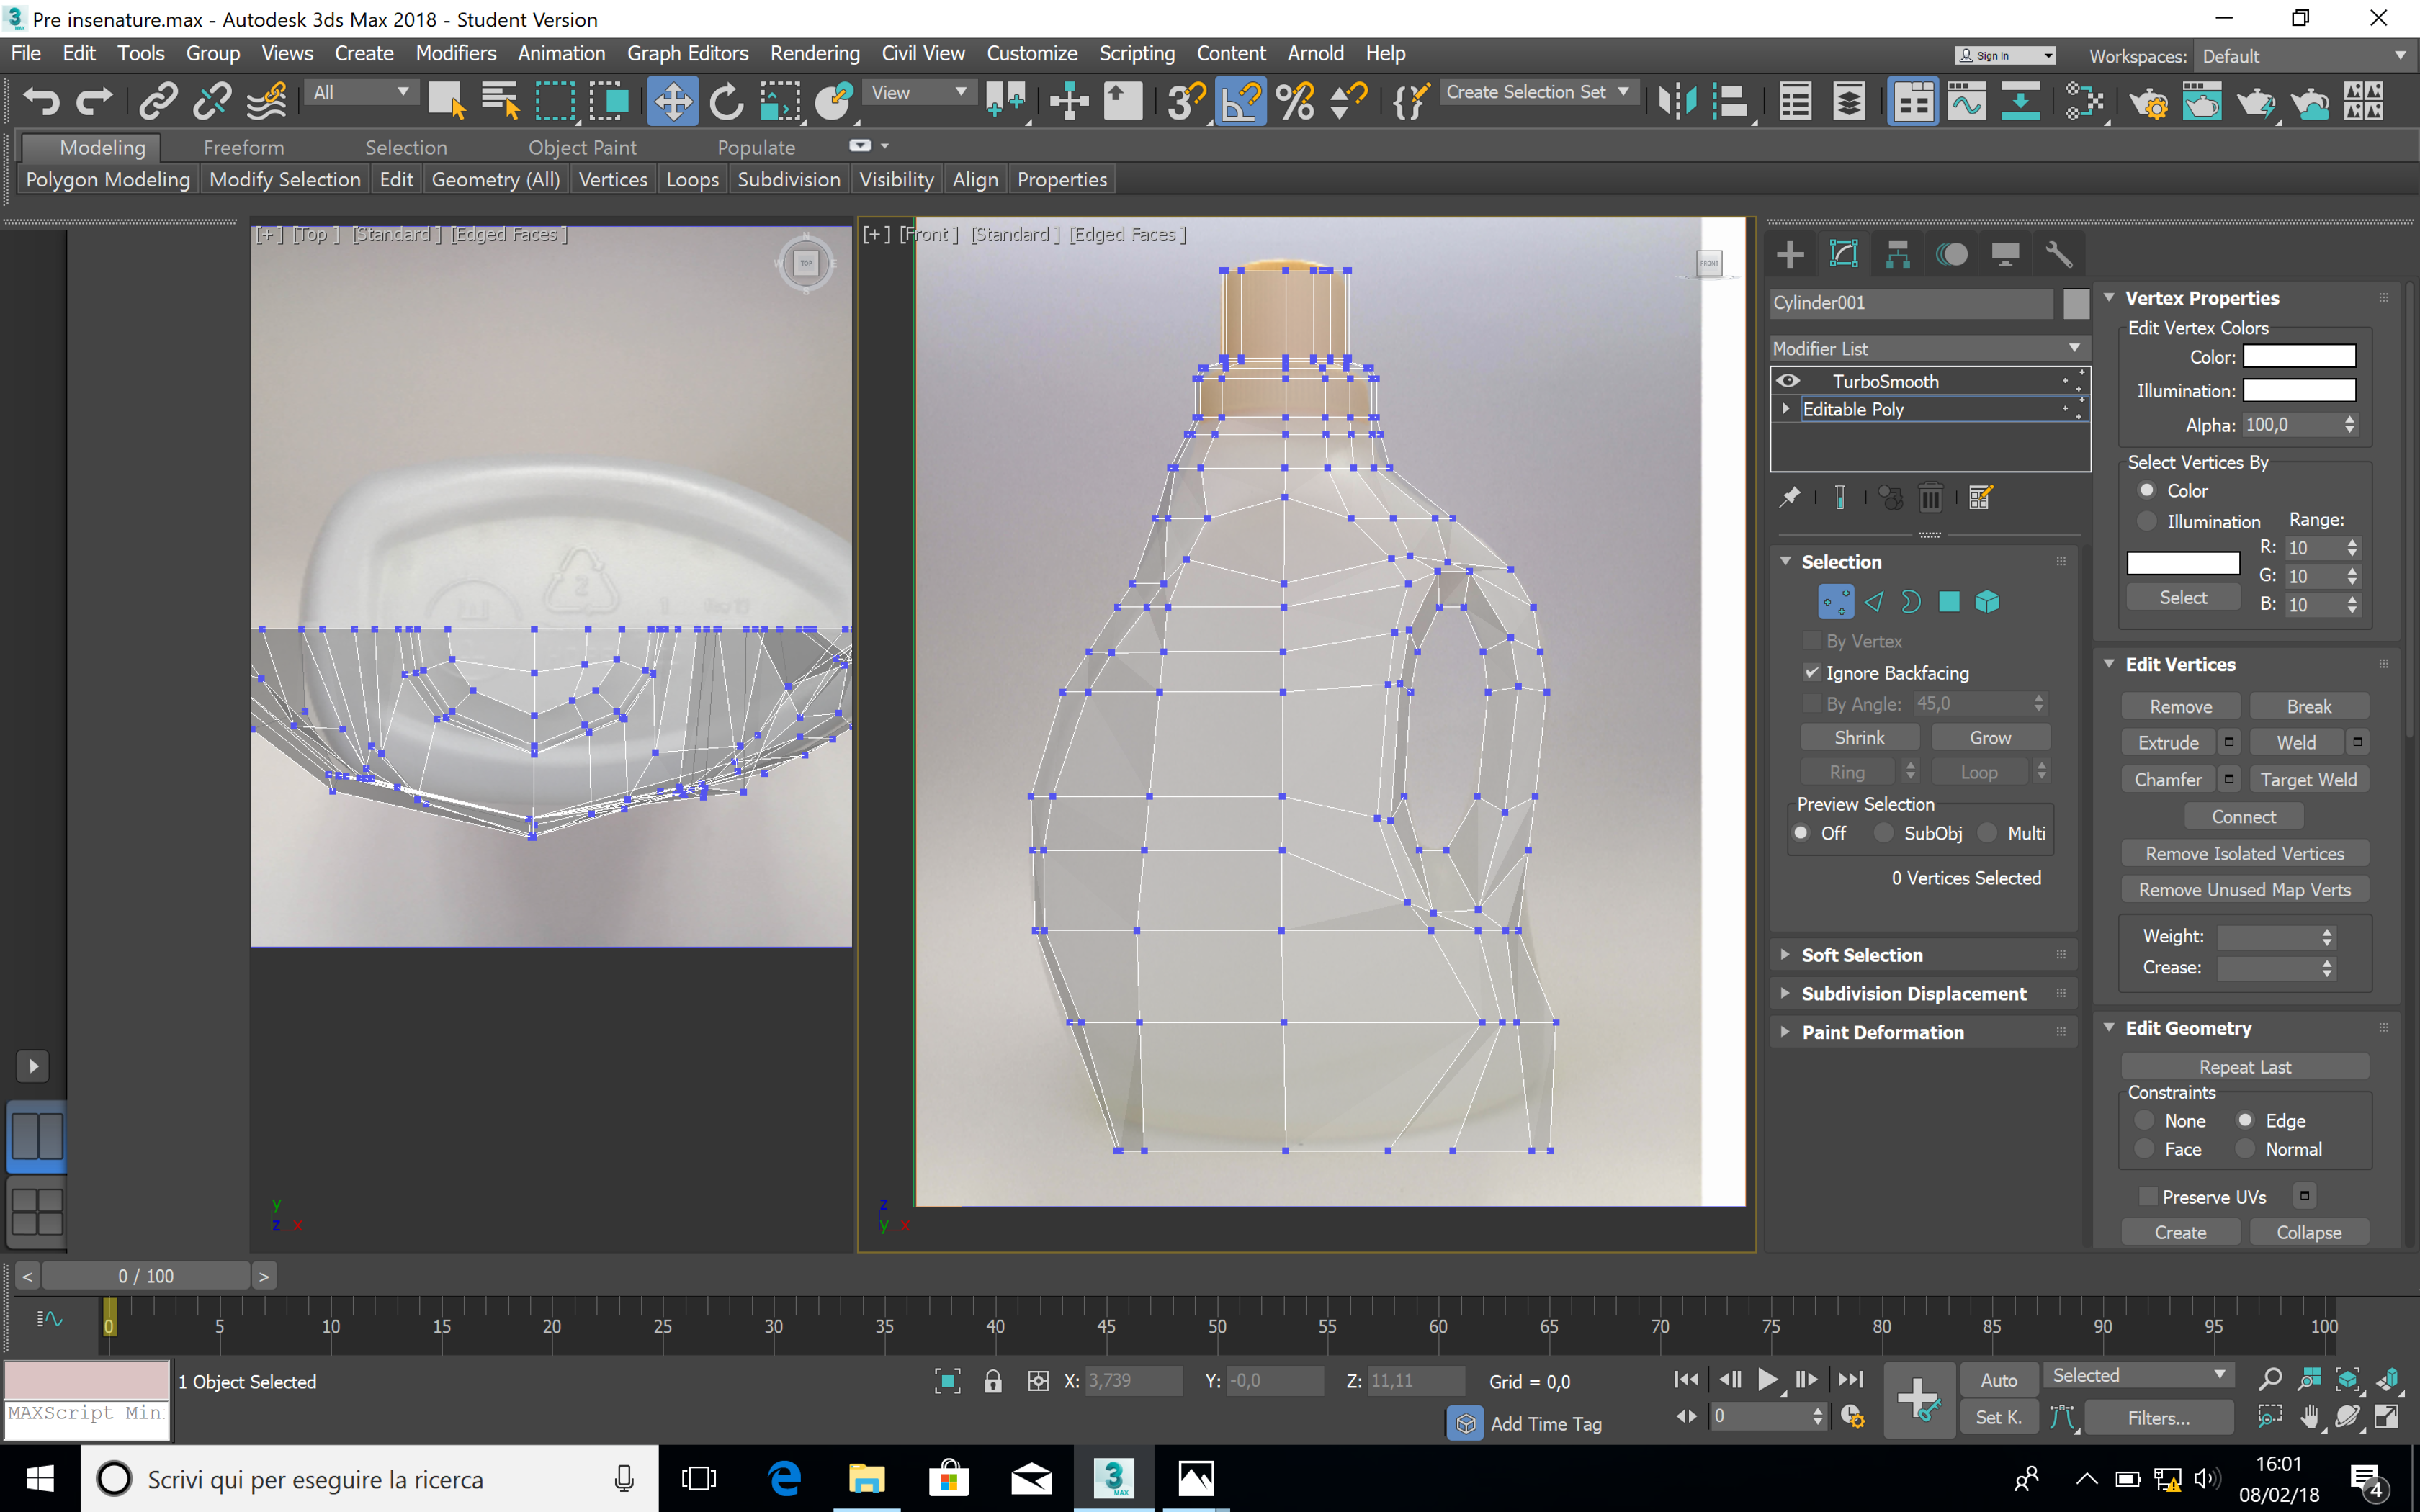 Pre insenature.max - Autodesk 3ds Max 2018 - Student Version
File Edit Tools Group Views Create Modifiers Animation Graph Editors Rendering Civil View Customize Scripting Content Arnold Help
Sign In
Workspaces: Default
All
View
Create Selection Set
Modeling Freeform Selection Object Paint Populate
Polygon Modeling Modify Selection Edit Geometry (All) Vertices Loops Subdivision Visibility Align Properties
[+] [Top] [Standard] [Edged Faces]
TOP
N
E
S
W
[+] [Front] [Standard] [Edged Faces]
FRONT
y
z x
z
y x
Cylinder001
Modifier List
TurboSmooth
Editable Poly
Selection
By Vertex
Ignore Backfacing
By Angle: 45,0
Shrink Grow
Ring Loop
Preview Selection
Off SubObj Multi
0 Vertices Selected
Soft Selection
Subdivision Displacement
Paint Deformation
Vertex Properties
Edit Vertex Colors
Color:
Illumination:
Alpha: 100,0
Select Vertices By
Color
Illumination
Range:
R: 10
G: 10
B: 10
Select
Edit Vertices
Remove Break
Extrude Weld
Chamfer Target Weld
Connect
Remove Isolated Vertices
Remove Unused Map Verts
Weight:
Crease:
Edit Geometry
Repeat Last
Constraints
None Edge
Face Normal
Preserve UVs
Create Collapse
< 0 / 100 >
0 5 10 15 20 25 30 35 40 45 50 55 60 65 70 75 80 85 90 95 100
1 Object Selected
MAXScript Min
X: 3,739 Y: -0,0 Z: 11,11 Grid = 0,0
Add Time Tag
0
Auto Selected
Set K. Filters...
Scrivi qui per eseguire la ricerca
3
MAX
16:01
08/02/18
4